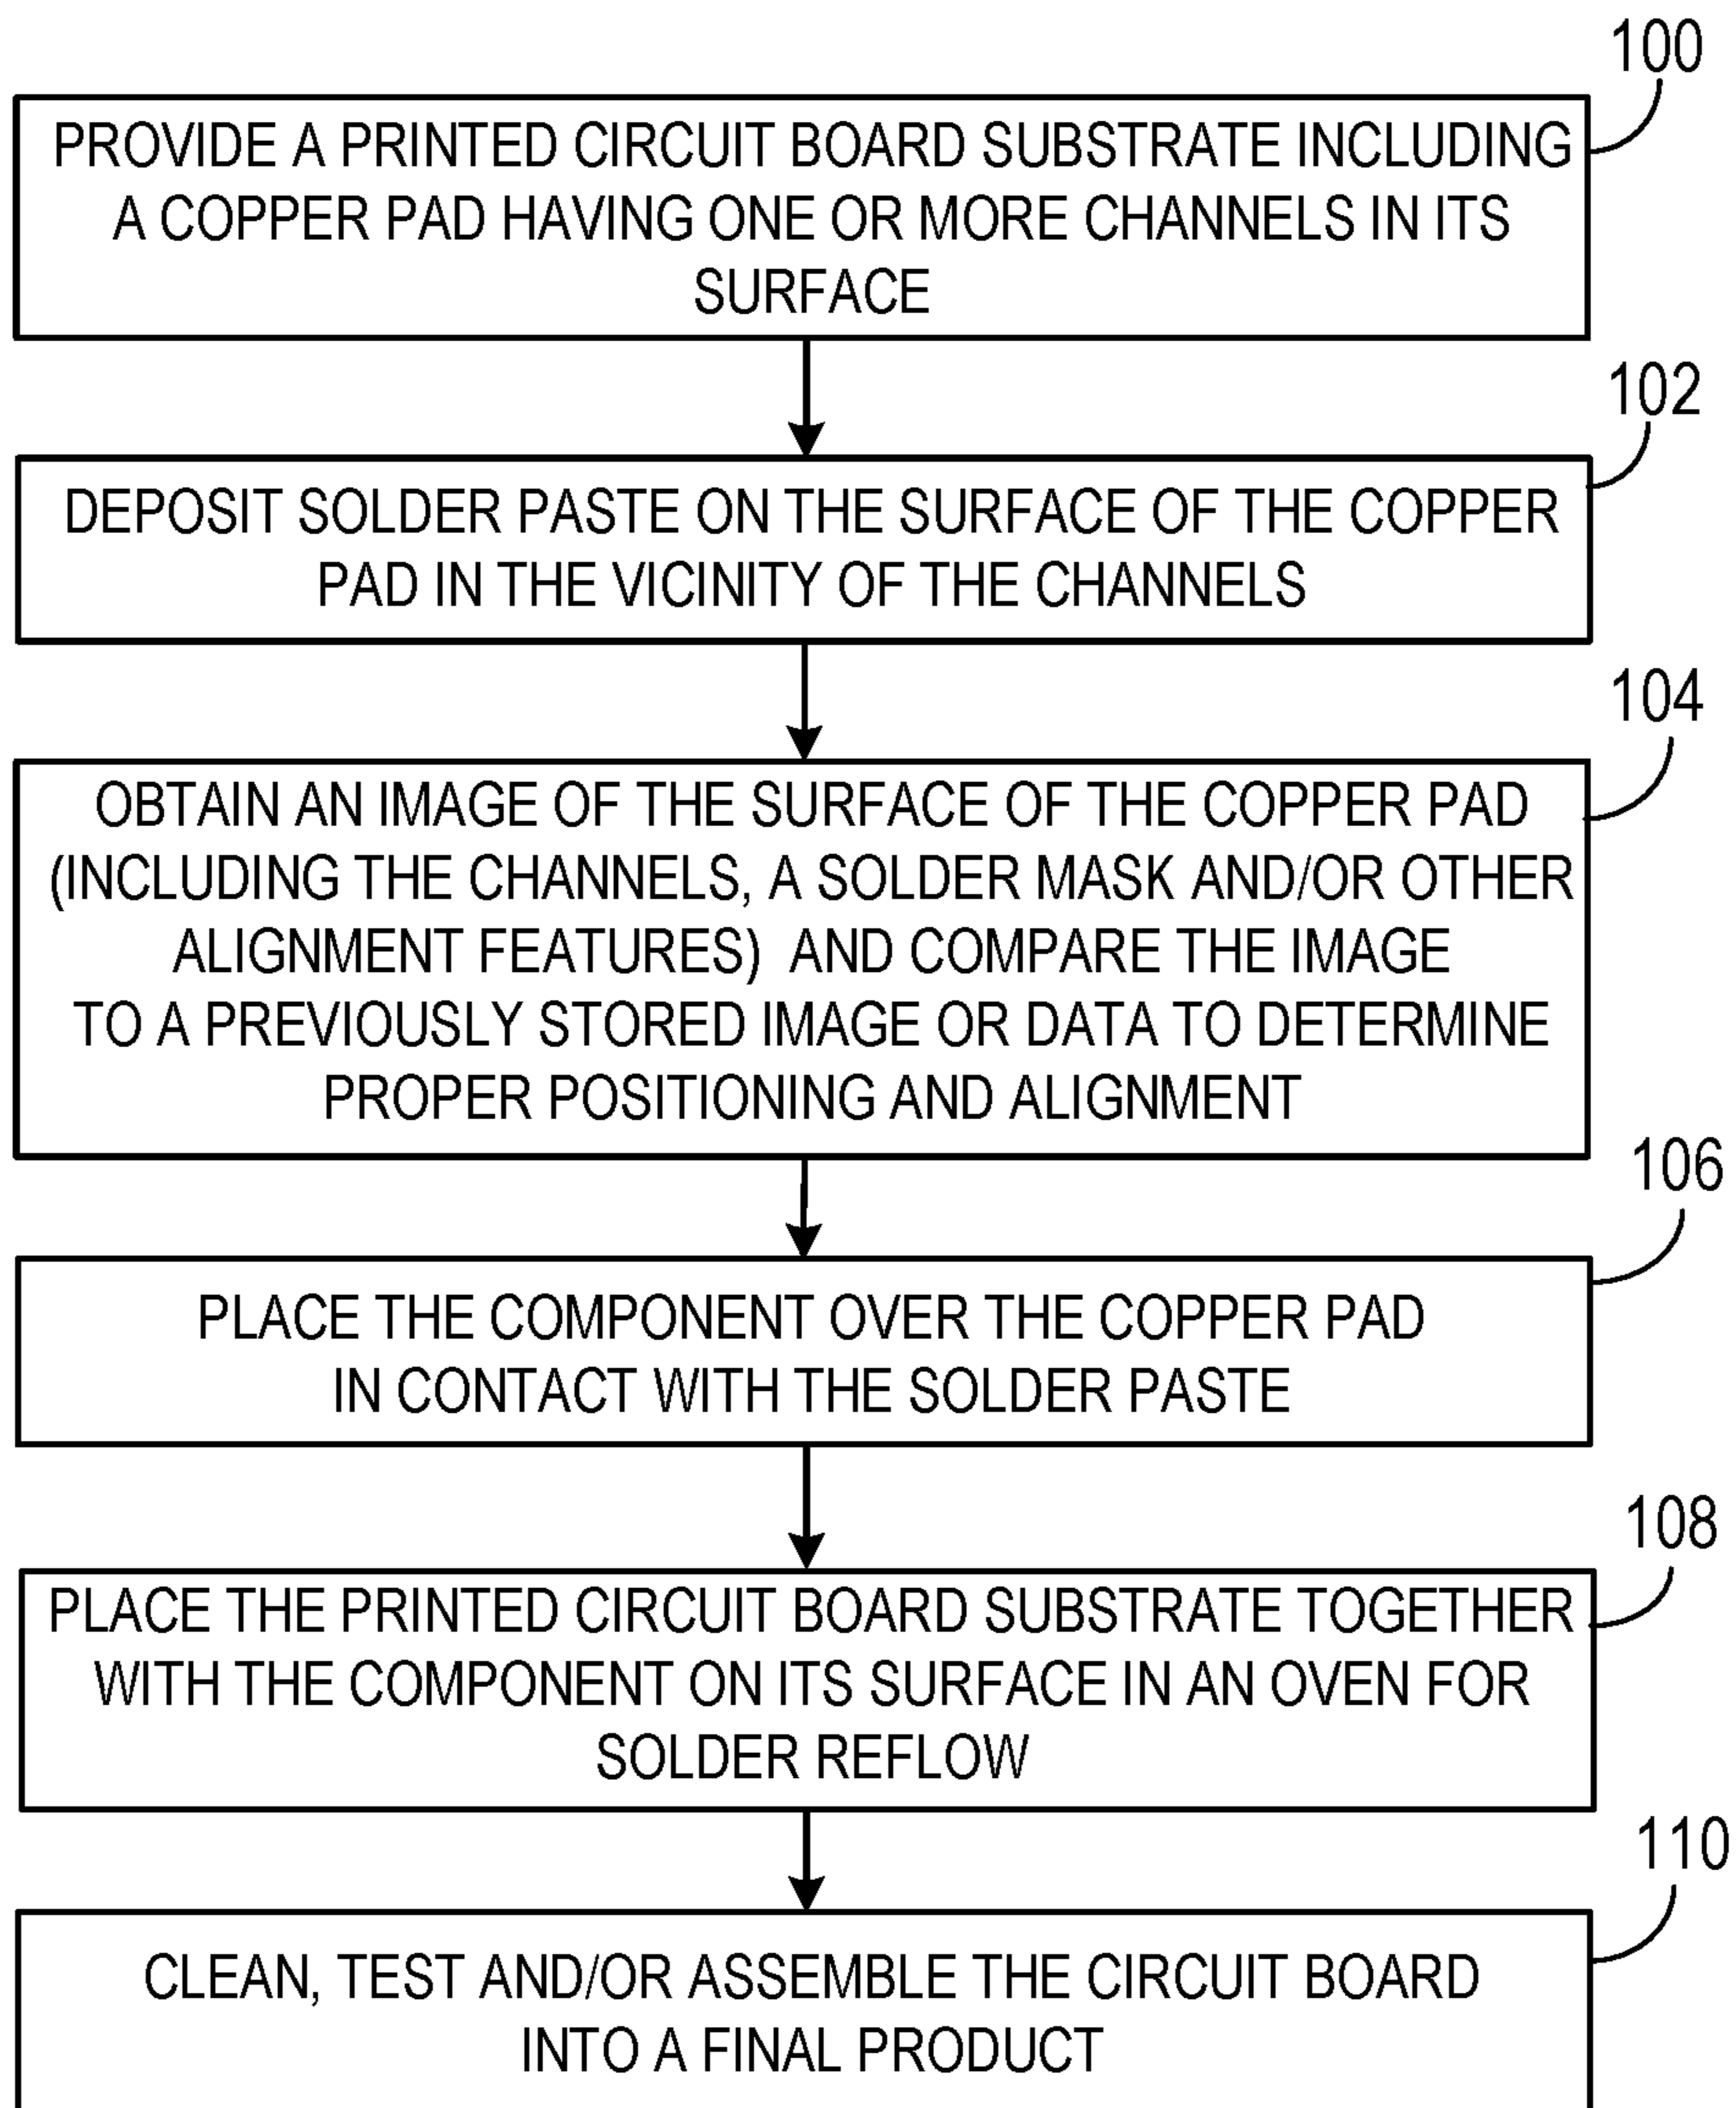 100
PROVIDE A PRINTED CIRCUIT BOARD SUBSTRATE INCLUDING
A COPPER PAD HAVING ONE OR MORE CHANNELS IN ITS
SURFACE
102
DEPOSIT SOLDER PASTE ON THE SURFACE OF THE COPPER
PAD IN THE VICINITY OF THE CHANNELS
104
OBTAIN AN IMAGE OF THE SURFACE OF THE COPPER PAD
(INCLUDING THE CHANNELS, A SOLDER MASK AND/OR OTHER
ALIGNMENT FEATURES) AND COMPARE THE IMAGE
TO A PREVIOUSLY STORED IMAGE OR DATA TO DETERMINE
PROPER POSITIONING AND ALIGNMENT
106
PLACE THE COMPONENT OVER THE COPPER PAD
IN CONTACT WITH THE SOLDER PASTE
108
PLACE THE PRINTED CIRCUIT BOARD SUBSTRATE TOGETHER
WITH THE COMPONENT ON ITS SURFACE IN AN OVEN FOR
SOLDER REFLOW
110
CLEAN, TEST AND/OR ASSEMBLE THE CIRCUIT BOARD
INTO A FINAL PRODUCT